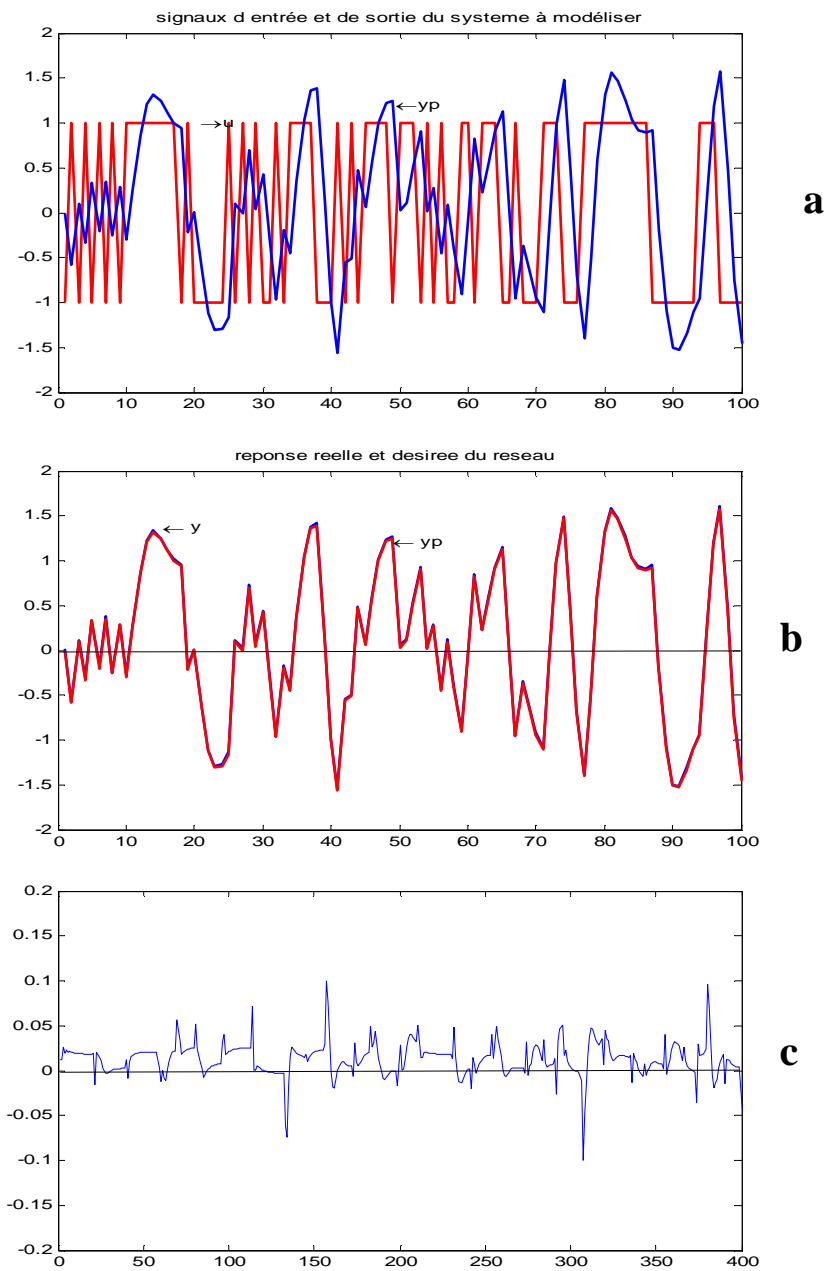 signaux d entrée et de sortie du systeme à modéliser
2
1.5
←yp
1
→u
0.5
0
-0.5
-1
-1.5
-2
0 10 20 30 40 50 60 70 80 90 100
a
reponse reelle et desiree du reseau
2
1.5
← y
←yp
1
0.5
0
-0.5
-1
-1.5
-2
0 10 20 30 40 50 60 70 80 90 100
b
0.2
0.15
0.1
0.05
0
-0.05
-0.1
-0.15
-0.2
0 50 100 150 200 250 300 350 400
c